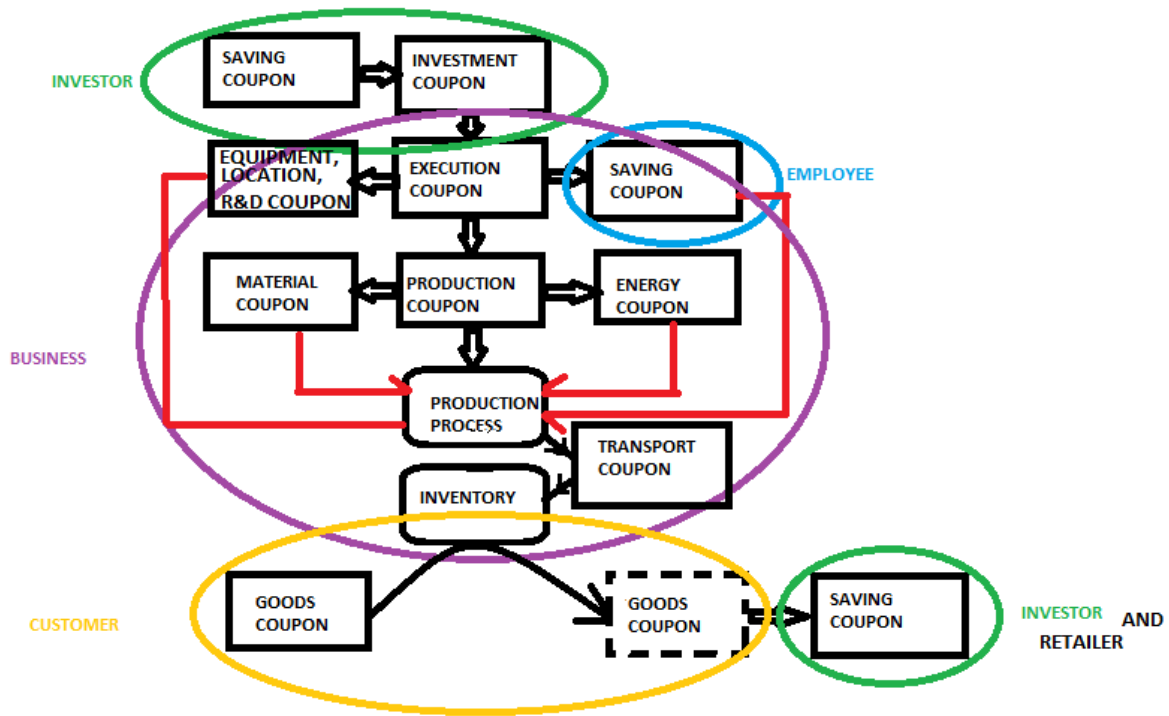 SAVING
COUPON
INVESTMENT
COUPON
INVESTOR
EQUIPMENT,
LOCATION,
R&D COUPON
EXECUTION
COUPON
SAVING
COUPON
EMPLOYEE
MATERIAL
COUPON
PRODUCTION
COUPON
ENERGY
COUPON
BUSINESS
PRODUCTION
PROCESS
TRANSPORT
COUPON
INVENTORY
GOODS
COUPON
GOODS
COUPON
SAVING
COUPON
CUSTOMER
INVESTOR AND
RETAILER